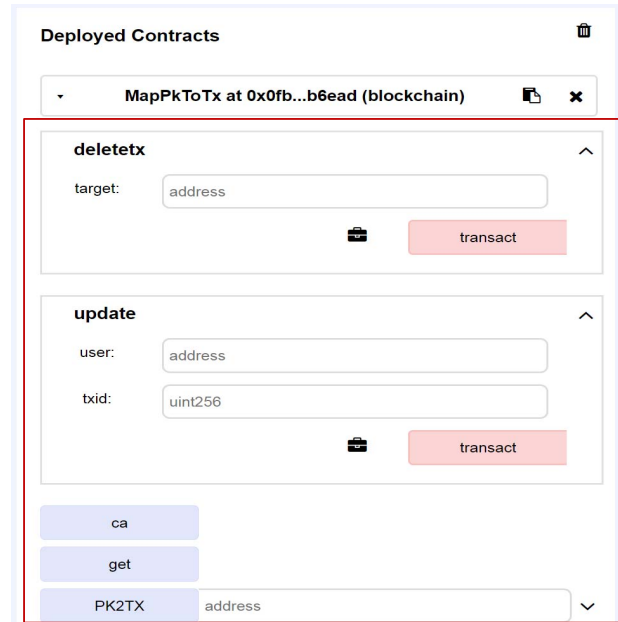 Deployed Contracts
MapPkToTx at 0x0fb...b6ead (blockchain)
deletetx
target: address
transact
update
user: address
txid: uint256
transact
ca
get
PK2TX address